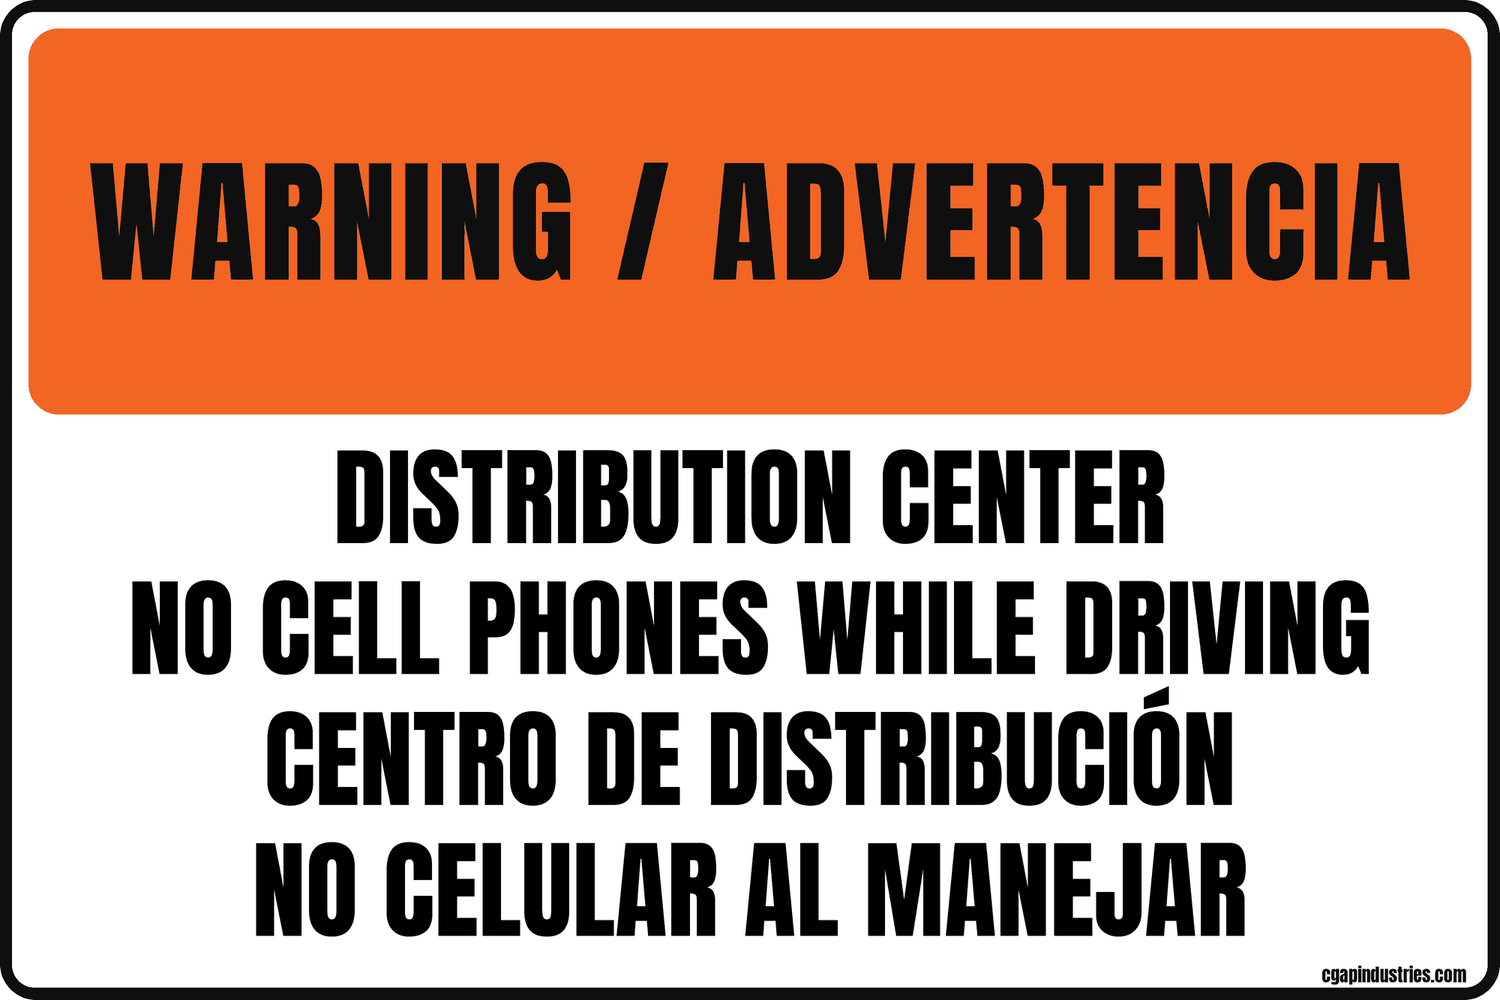 WARNING / ADVERTENCIA
DISTRIBUTION CENTER
NO CELL PHONES WHILE DRIVING
CENTRO DE DISTRIBUCIÓN
NO CELULAR AL MANEJAR
cgapindustries.com